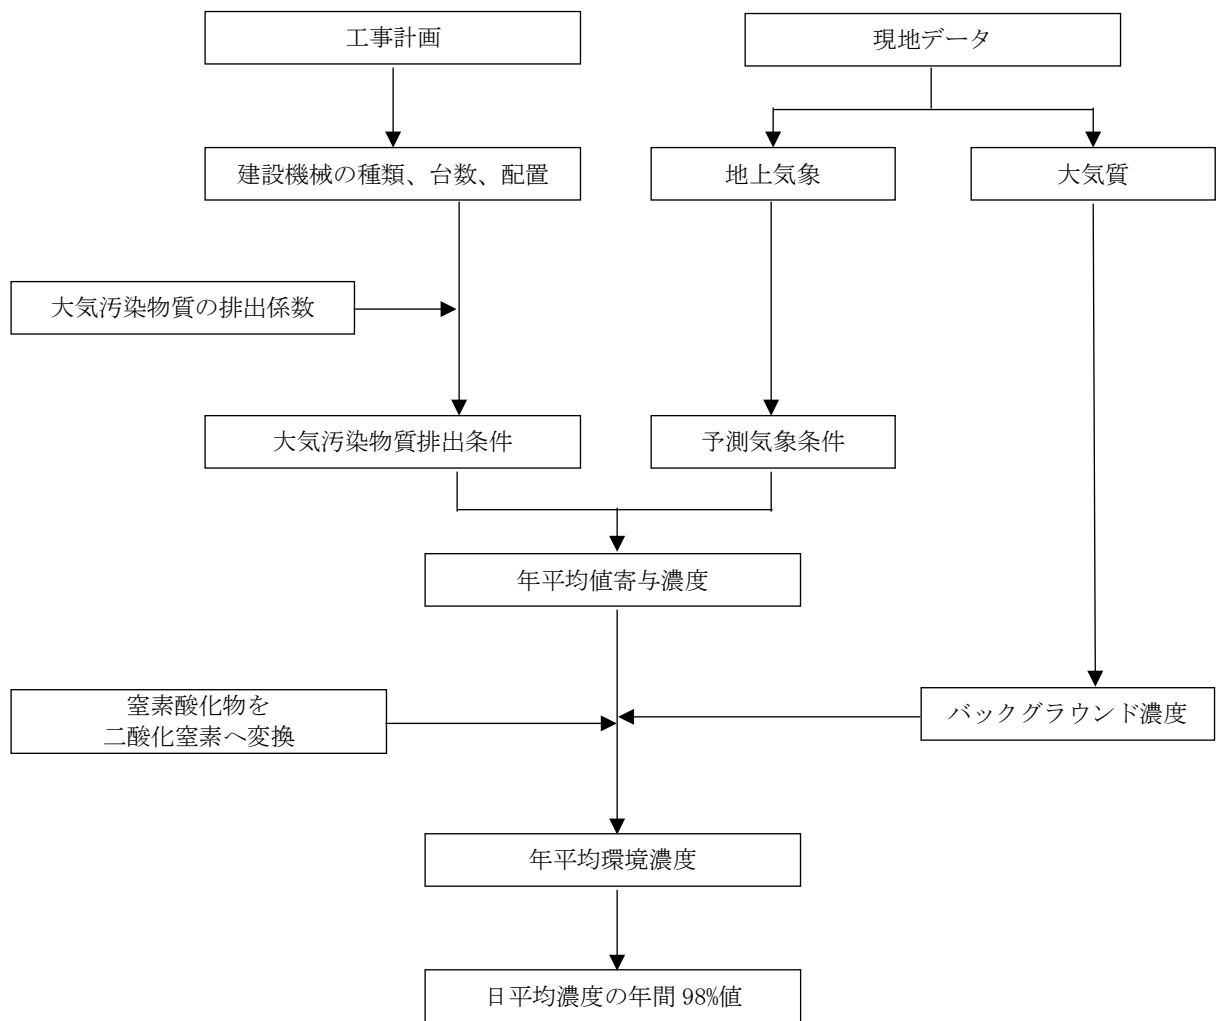 工事計画
現地データ
建設機械の種類、台数、配置
地上気象
大気質
大気汚染物質の排出係数
大気汚染物質排出条件
予測気象条件
年平均値寄与濃度
窒素酸化物を
二酸化窒素へ変換
バックグラウンド濃度
年平均環境濃度
日平均濃度の年間 98%値